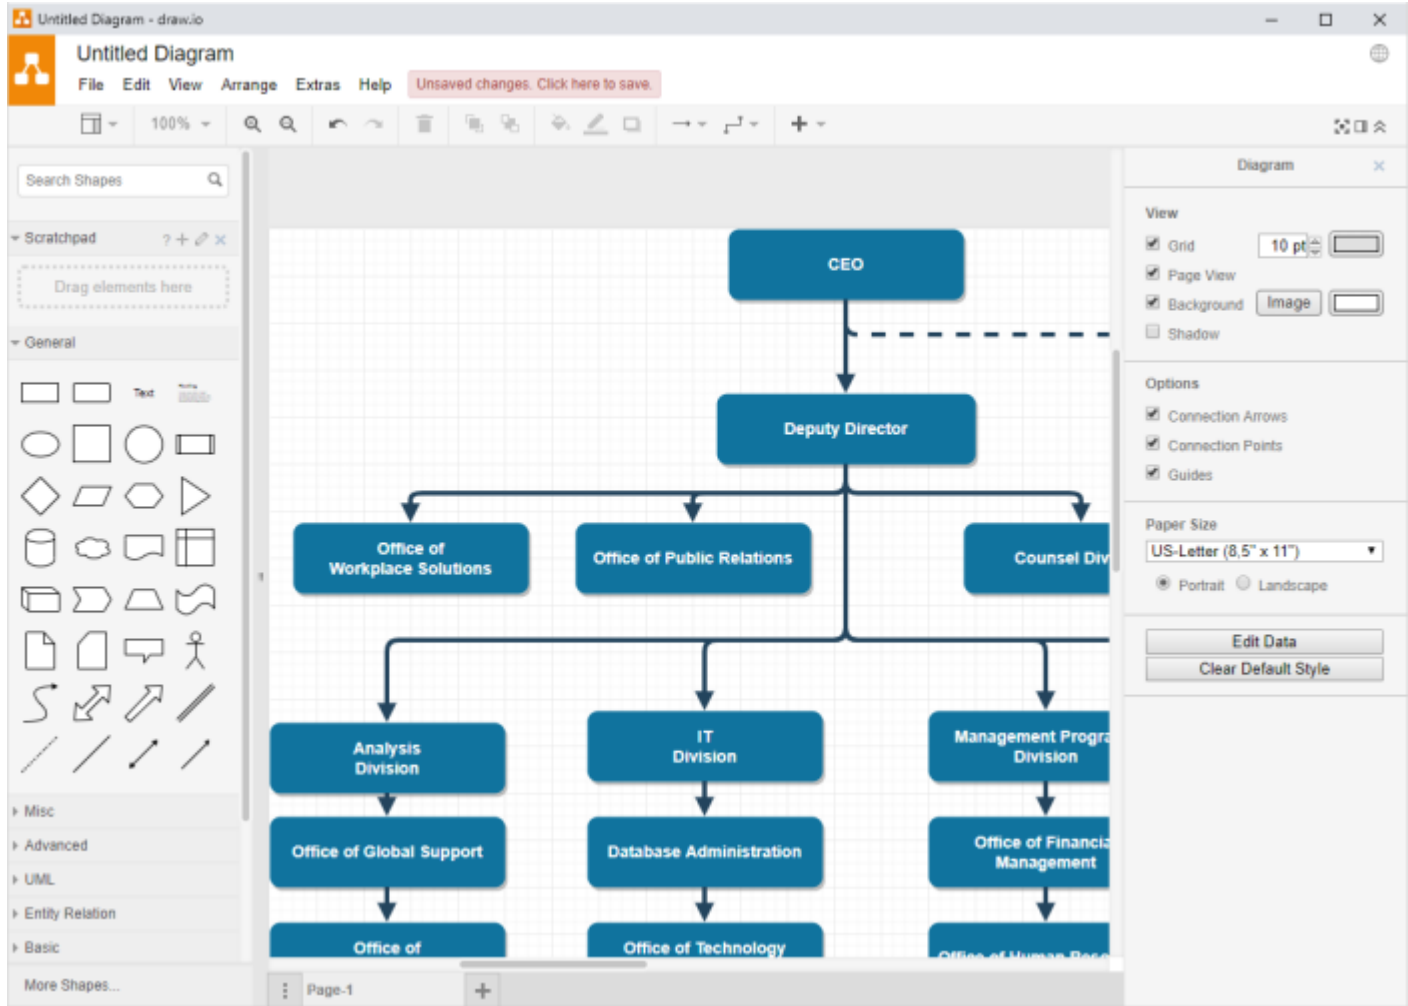 Untitled Diagram - draw.io
Untitled Diagram
File Edit View Arrange Extras Help Unsaved changes. Click here to save.
100%
Search Shapes
Scratchpad ?
Drag elements here
General
Text
Misc
Advanced
UML
Entity Relation
Basic
More Shapes...
CEO
Deputy Director
Office of
Workplace Solutions
Office of Public Relations
Counsel Div
Analysis
Division
IT
Division
Management Progra
Division
Office of Global Support
Database Administration
Office of Financia
Management
Office of
Office of Technology
Office of Human Reso
Page-1
Diagram
View
Grid 10 pt
Page View
Background Image
Shadow
Options
Connection Arrows
Connection Points
Guides
Paper Size
US-Letter (8,5" x 11")
Portrait Landscape
Edit Data
Clear Default Style